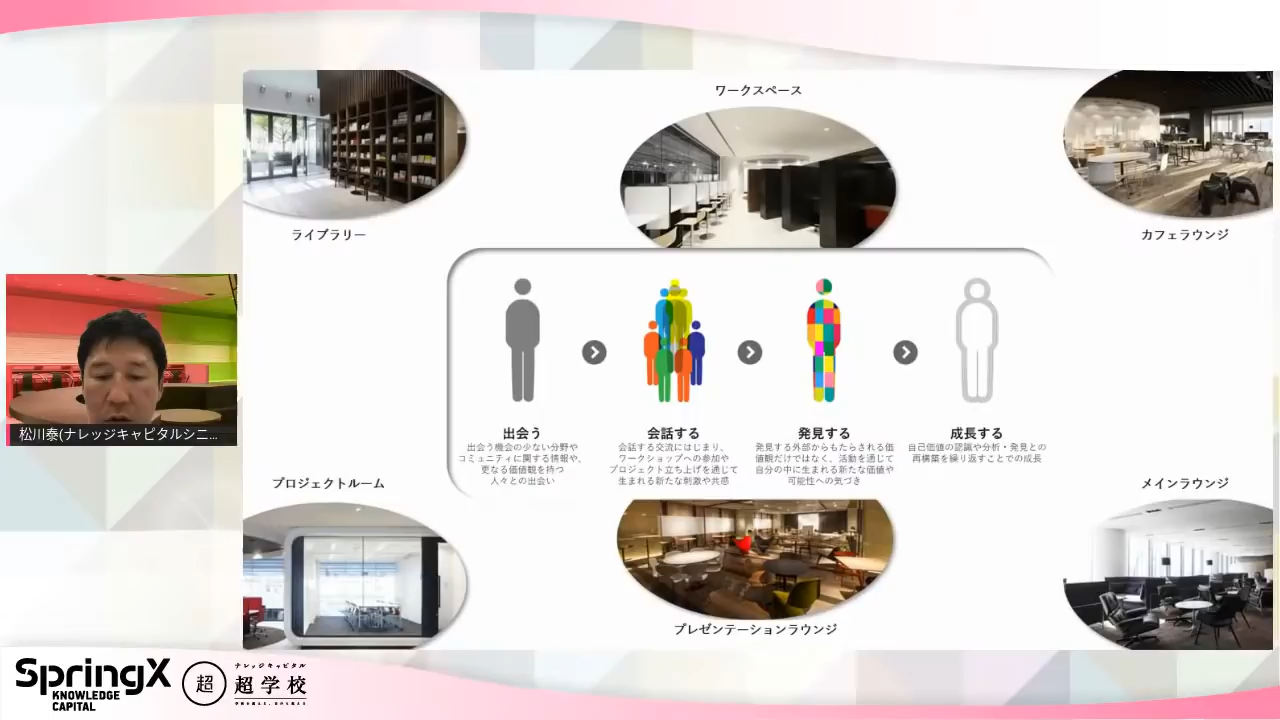 ワークスペース
ライブラリー
カフェラウンジ
出会う
出会う機会の少ない分野や
コミュニティに関する情報や、
更なる価値観を持つ
人々との出会い
会話する
会話する交流にはじまり、
ワークショップへの参加や
プロジェクト立ち上げを通じて
生まれる新たな刺激や共感
発見する
発見する外部からもたらされる価
値観だけではなく、活動を通じて
自分の中に生まれる新たな価値や
可能性への気づき
成長する
自己価値の認識や分析・発見との
再構築を繰り返すことでの成長
松川泰(ナレッジキャピタルシニ...
プロジェクトルーム
メインラウンジ
プレゼンテーションラウンジ
SpringX
KNOWLEDGE
CAPITAL
超
ナレッジキャピタル
超学校